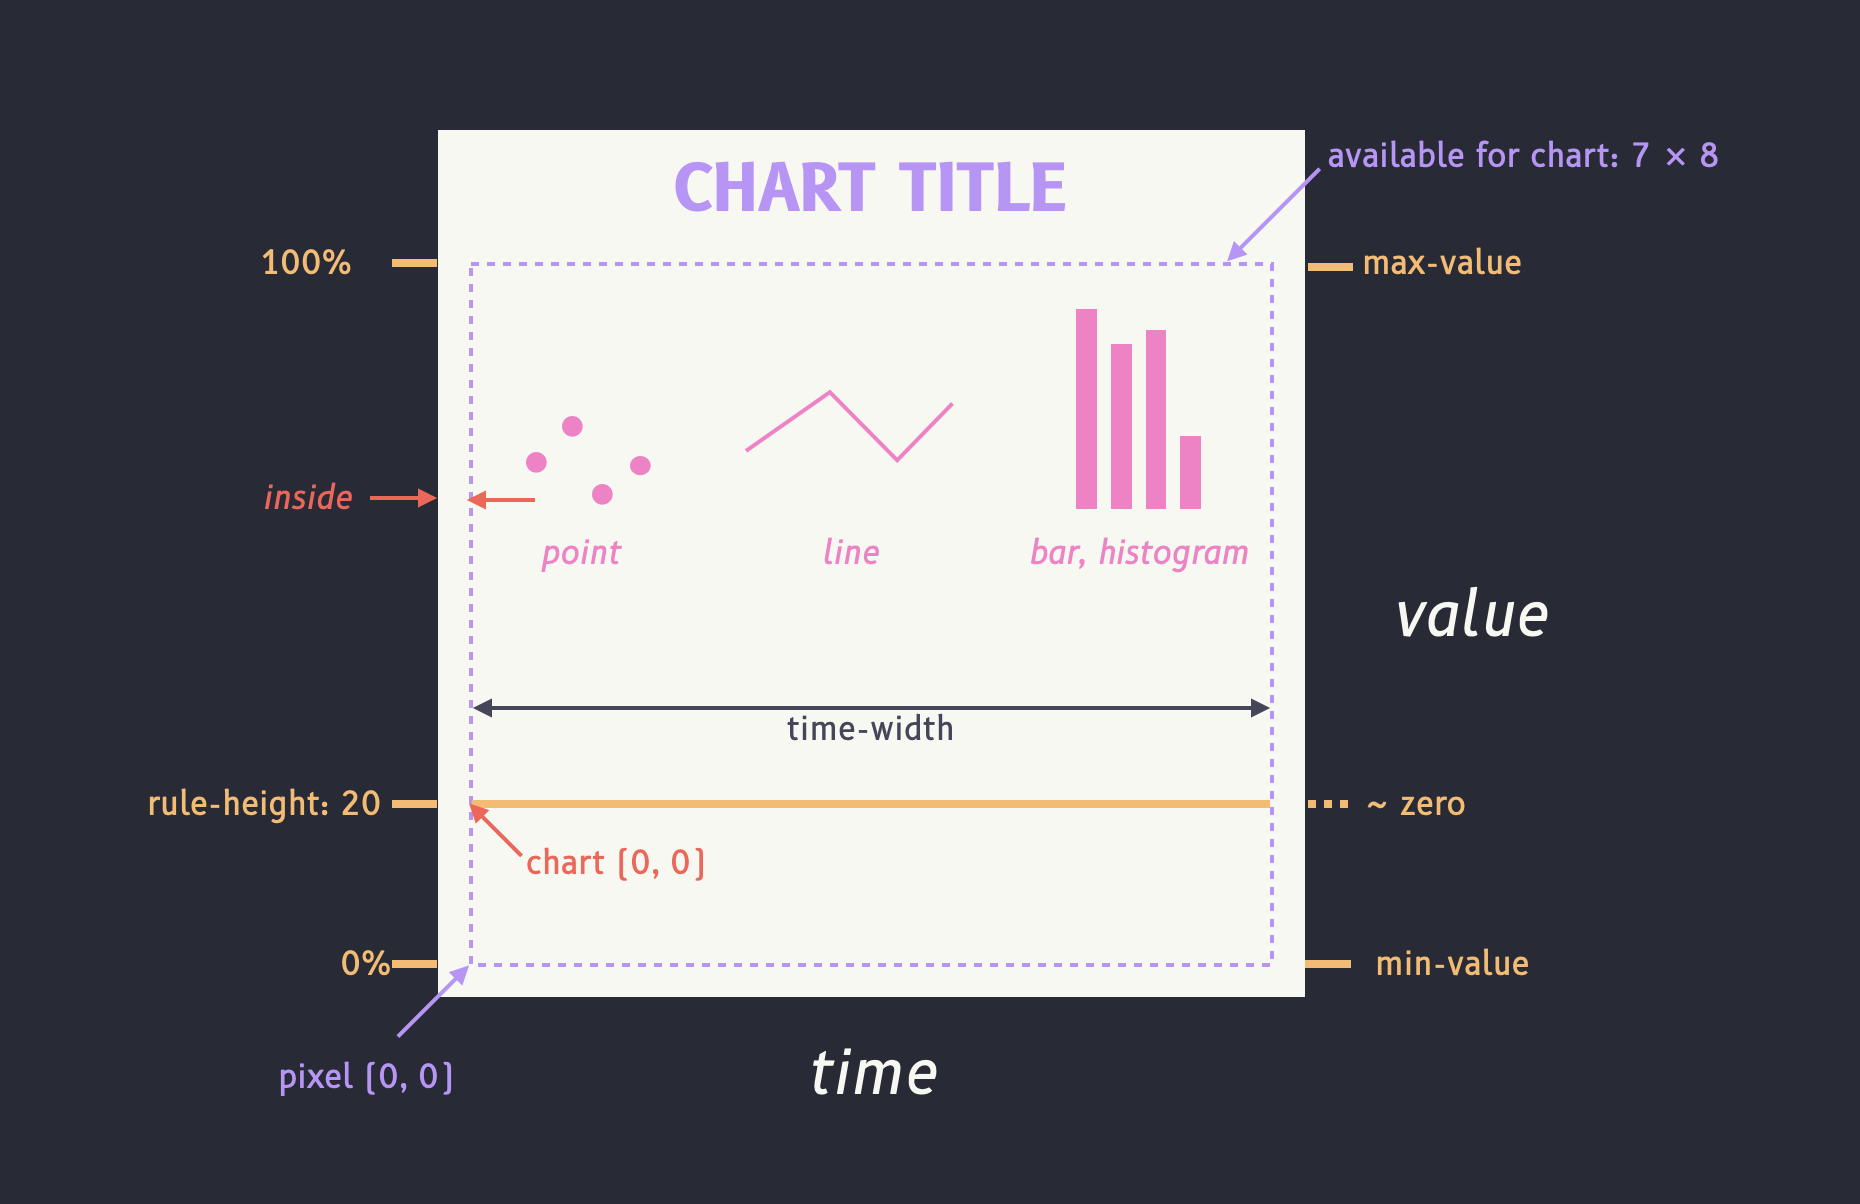 CHART TITLE
available for chart: 7 × 8
100%
max-value
inside
point
line
bar, histogram
value
time-width
rule-height: 20
~ zero
chart [0, 0]
0%
min-value
pixel [0, 0]
time